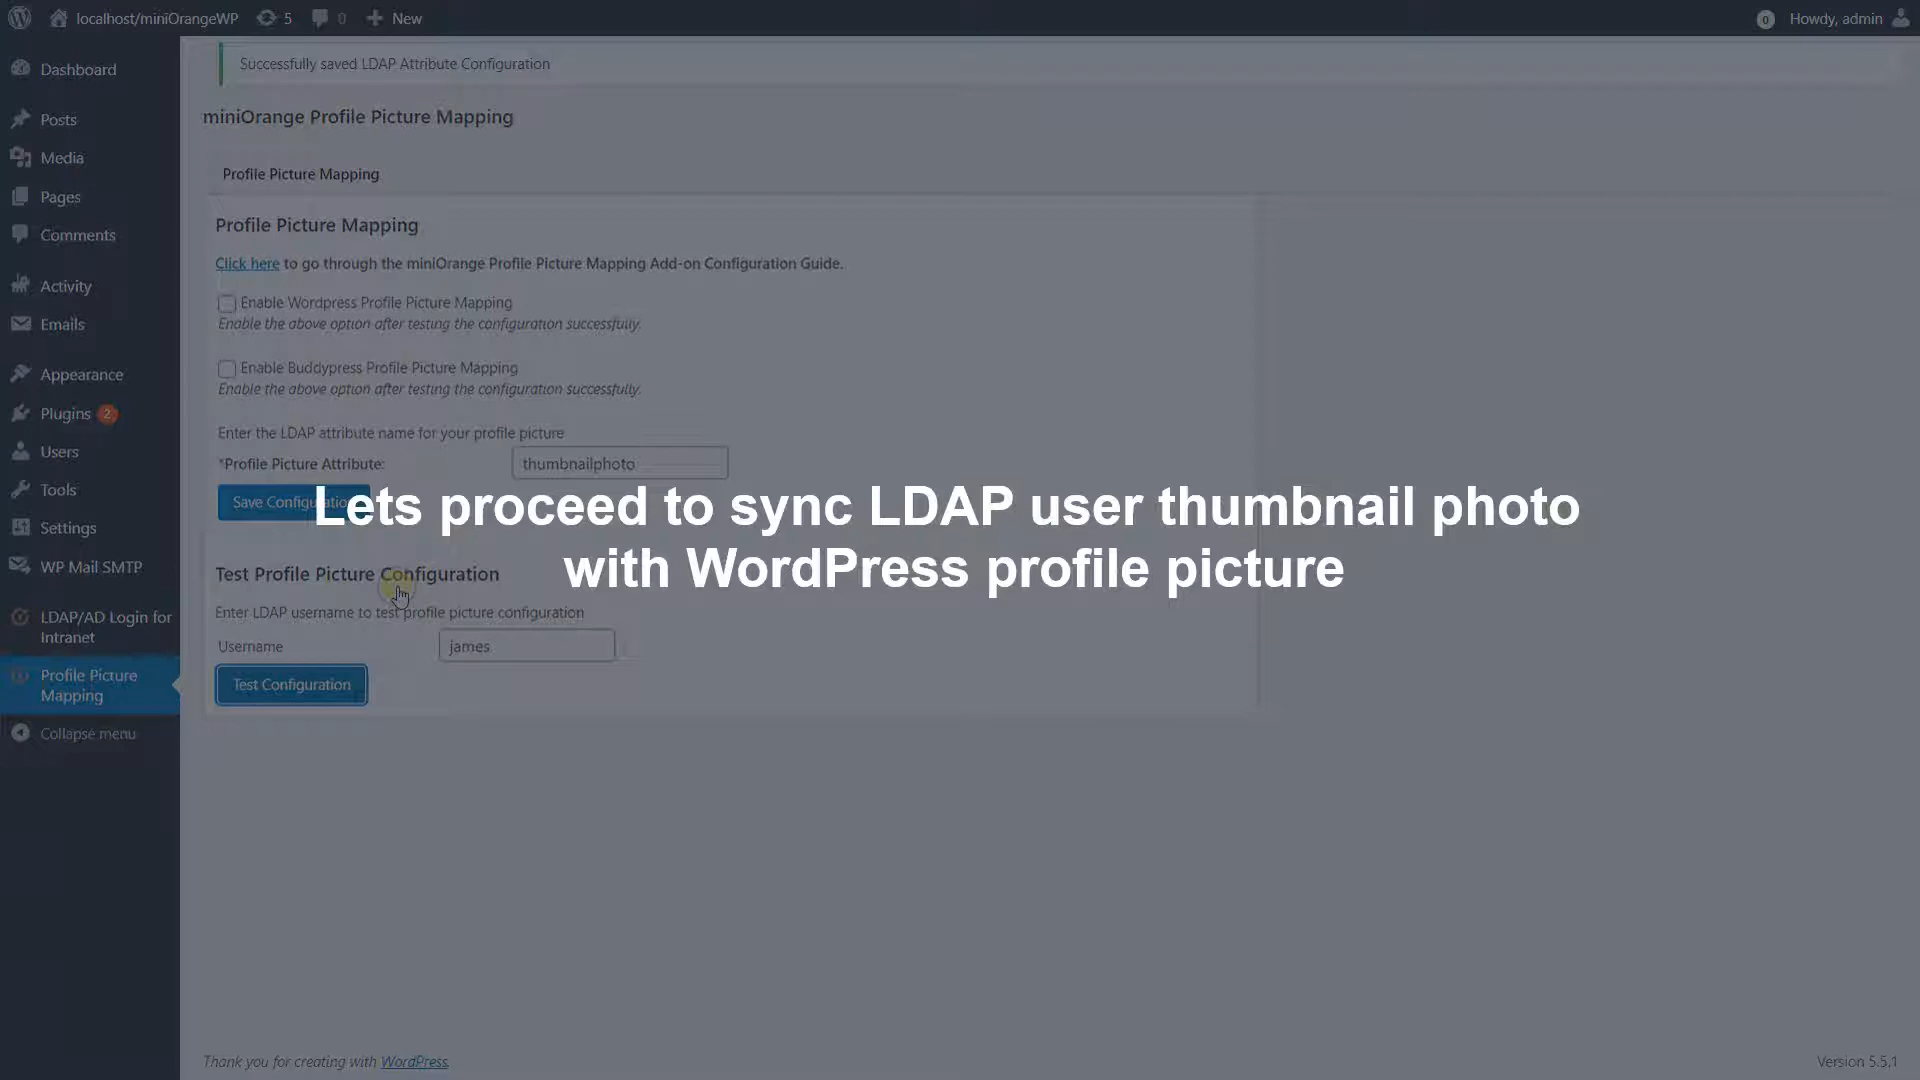 localhost/miniOrangeWP 5 0 New 0 Howdy, admin
Dashboard
Posts
Media
Pages
Comments
Activity
Emails
Appearance
Plugins 2
Users
Tools
Settings
WP Mail SMTP
LDAP/AD Login for
Intranet
Profile Picture
Mapping
Collapse menu
Successfully saved LDAP Attribute Configuration
miniOrange Profile Picture Mapping
Profile Picture Mapping
Profile Picture Mapping
Click here to go through the miniOrange Profile Picture Mapping Add-on Configuration Guide.
Enable Wordpress Profile Picture Mapping
Enable the above option after testing the configuration successfully.
Enable Buddypress Profile Picture Mapping
Enable the above option after testing the configuration successfully.
Enter the LDAP attribute name for your profile picture
*Profile Picture Attribute: thumbnailphoto
Save Configuration
Lets proceed to sync LDAP user thumbnail photo
with WordPress profile picture
Test Profile Picture Configuration
Enter LDAP username to test profile picture configuration
Username james
Test Configuration
Thank you for creating with WordPress.
Version 5.5.1